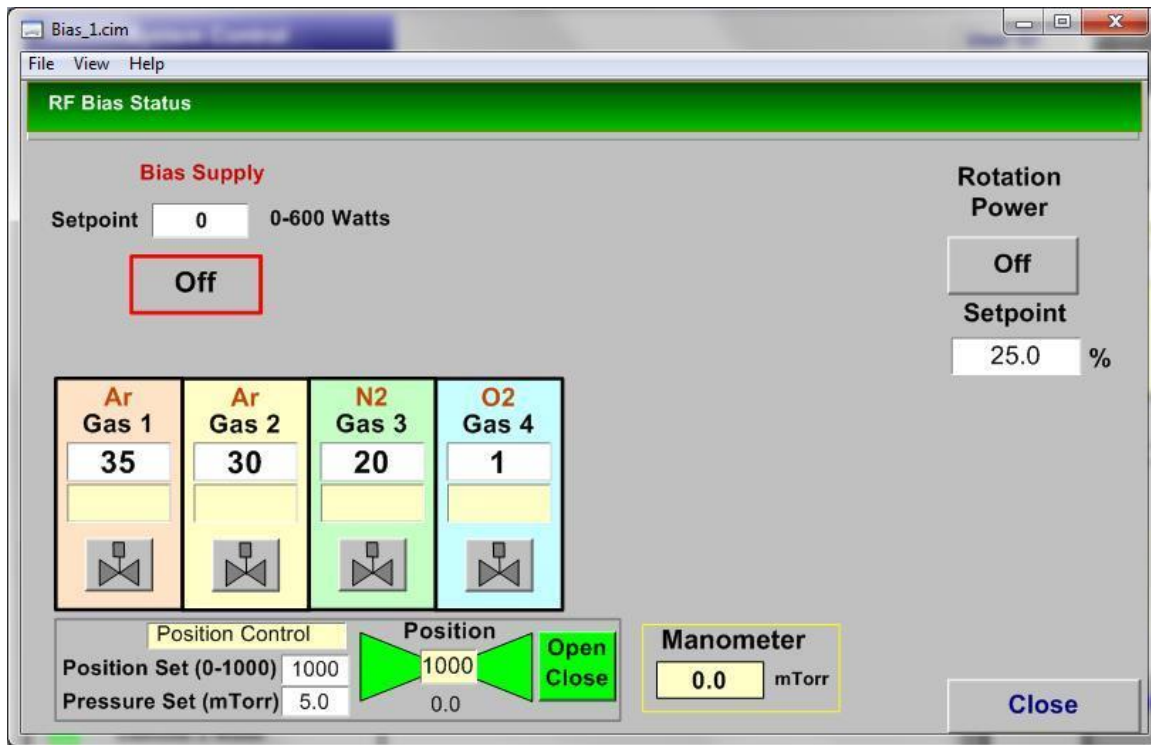 Bias_1.cim
File View Help
RF Bias Status
Bias Supply
Setpoint 0 0-600 Watts
Off
Rotation
Power
Off
Setpoint
25.0 %
Ar Ar N2 O2
Gas 1 Gas 2 Gas 3 Gas 4
35 30 20 1
Position Control Position
Position Set (0-1000) 1000 1000
Pressure Set (mTorr) 5.0 0.0
Open
Close
Manometer
0.0 mTorr
Close